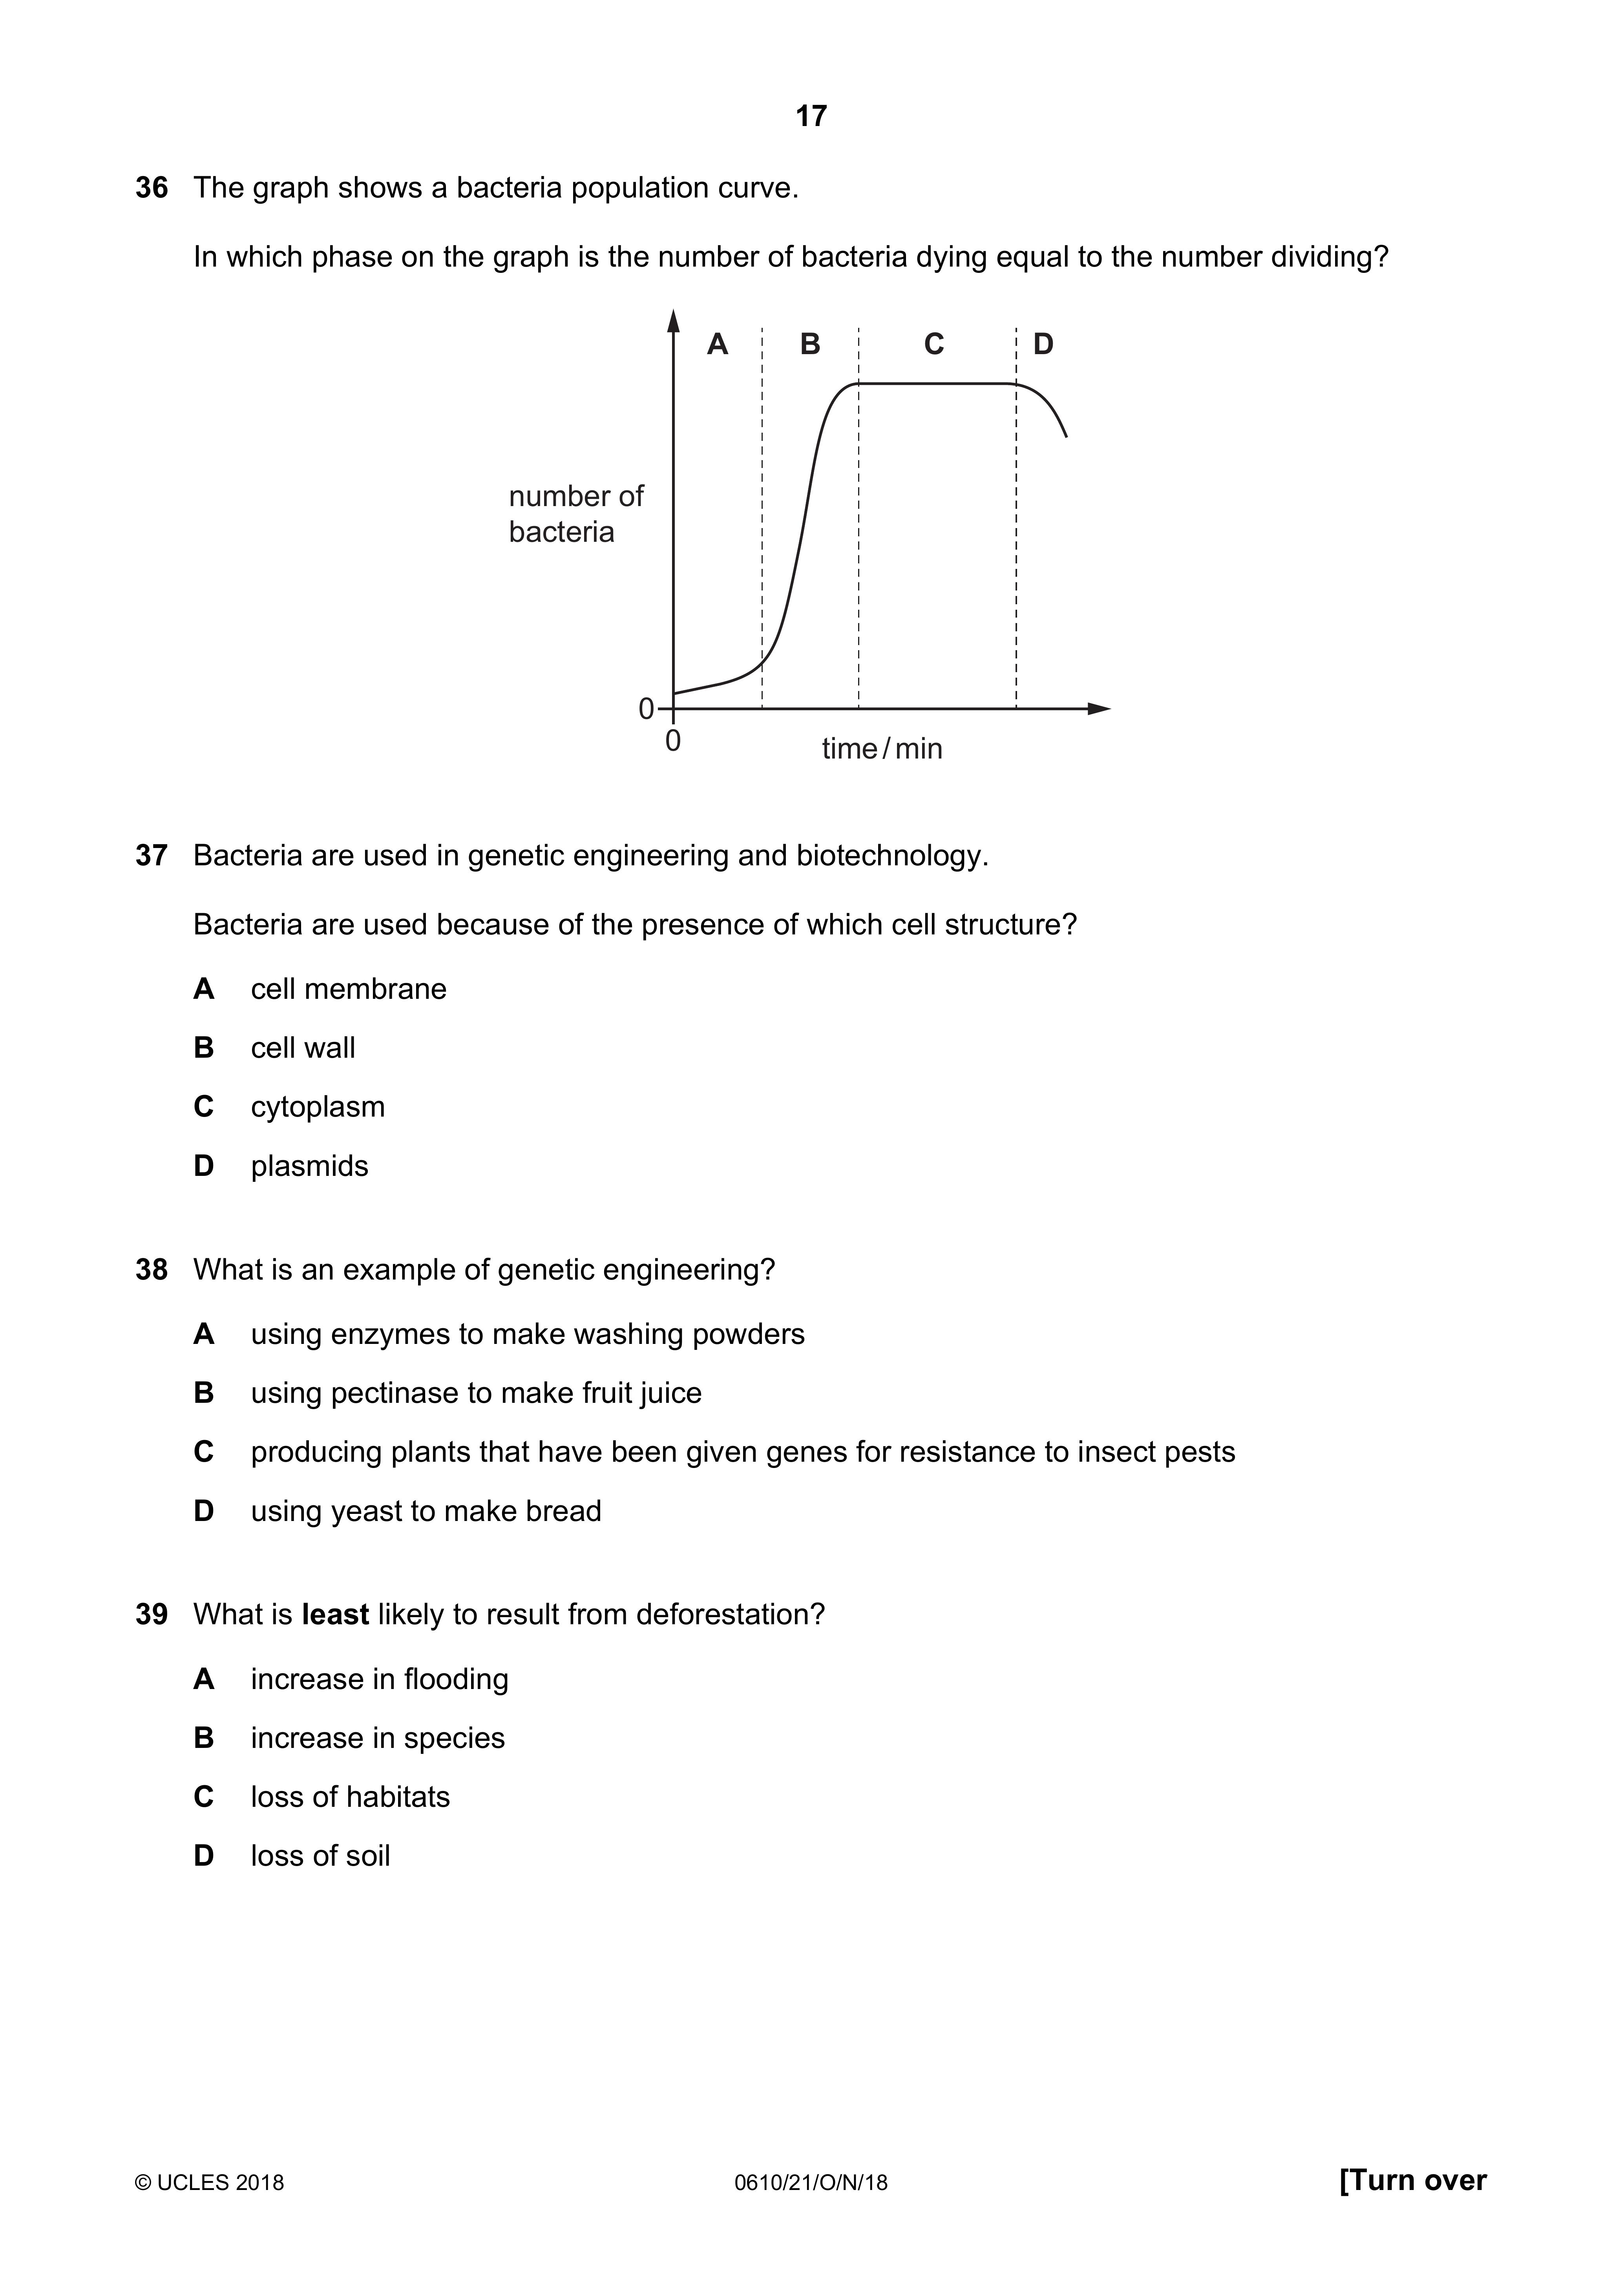 17
36 The graph shows a bacteria population curve.
In which phase on the graph is the number of bacteria dying equal to the number dividing?
A B C D
number of
bacteria
0
0
time / min
37 Bacteria are used in genetic engineering and biotechnology.
Bacteria are used because of the presence of which cell structure?
A cell membrane
B cell wall
C cytoplasm
D plasmids
38 What is an example of genetic engineering?
A using enzymes to make washing powders
B using pectinase to make fruit juice
C producing plants that have been given genes for resistance to insect pests
D using yeast to make bread
39 What is least likely to result from deforestation?
A increase in flooding
B increase in species
C loss of habitats
D loss of soil
© UCLES 2018 0610/21/O/N/18 [Turn over